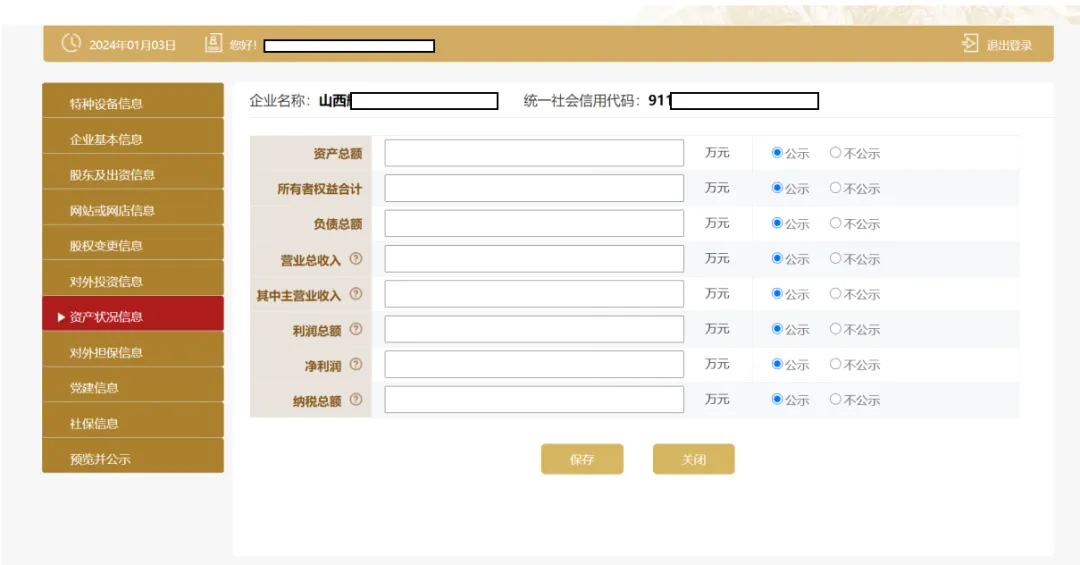 2024年01月03日 您好! 退出登录
特种设备信息
企业基本信息
股东及出资信息
网站或网店信息
股权变更信息
对外投资信息
资产状况信息
对外担保信息
党建信息
社保信息
预览并公示
企业名称：山西 统一社会信用代码：911
资产总额 万元 公示 不公示
所有者权益合计 万元 公示 不公示
负债总额 万元 公示 不公示
营业总收入 ? 万元 公示 不公示
其中主营业收入 ? 万元 公示 不公示
利润总额 ? 万元 公示 不公示
净利润 ? 万元 公示 不公示
纳税总额 ? 万元 公示 不公示
保存 关闭